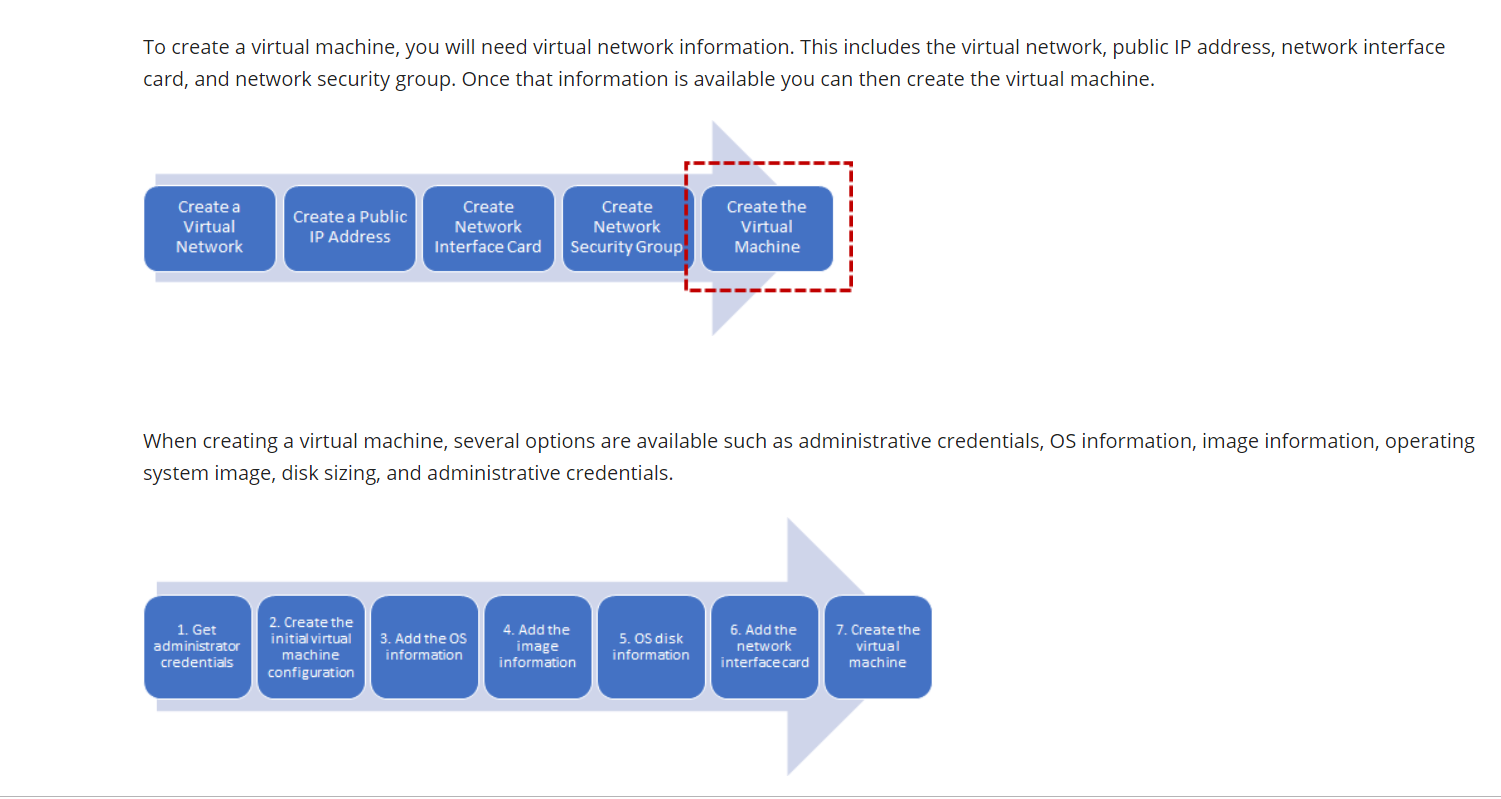 To create a virtual machine, you will need virtual network information. This includes the virtual network, public IP address, network interface
card, and network security group. Once that information is available you can then create the virtual machine.
Create a
Virtual
Network
Create a Public
IP Address
Create
Network
Interface Card
Create
Network
Security Group
Create the
Virtual
Machine
When creating a virtual machine, several options are available such as administrative credentials, OS information, image information, operating
system image, disk sizing, and administrative credentials.
1. Get
administrator
credentials
2. Create the
initial virtual
machine
configuration
3. Add the OS
information
4. Add the
image
information
5. OS disk
information
6. Add the
network
interface card
7. Create the
virtual
machine